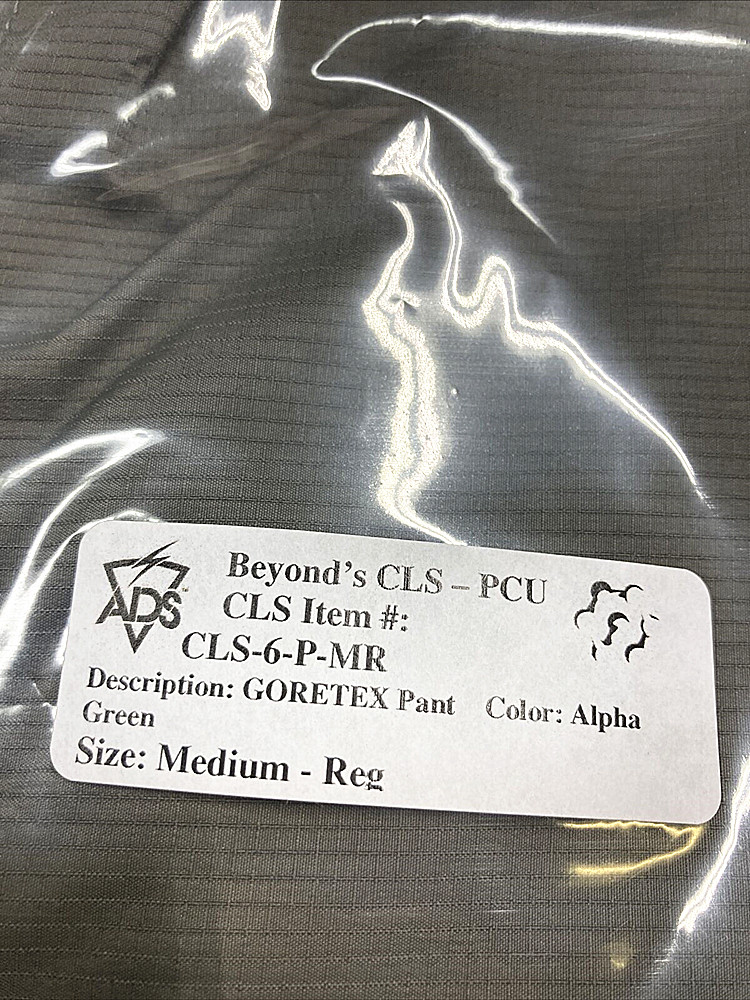 ADS
Beyond's CLS – PCU
CLS Item #:
CLS-6-P-MR
Description: GORETEX Pant Color: Alpha
Green
Size: Medium - Reg